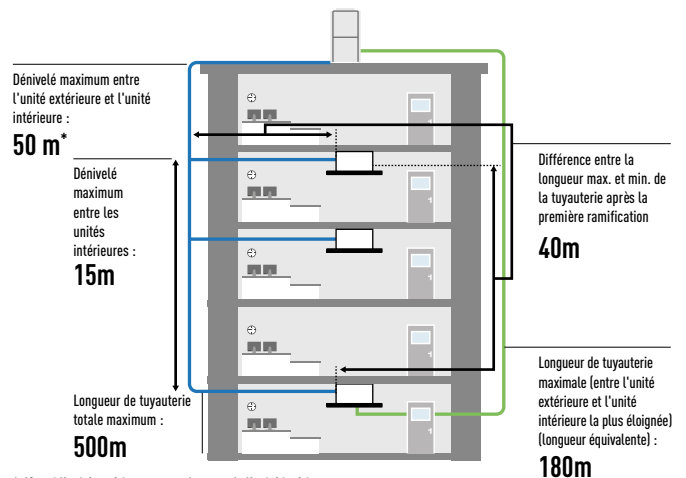 Dénivelé maximum entre
l'unité extérieure et l'unité
intérieure :
50 m*
Dénivelé
maximum
entre les
unités
intérieures :
15m
Longueur de tuyauterie
totale maximum :
500m
Différence entre la
longueur max. et min. de
la tuyauterie après la
première ramification
40m
Longueur de tuyauterie
maximale (entre l'unité
extérieure et l'unité
intérieure la plus éloignée)
(longueur équivalente) :
180m